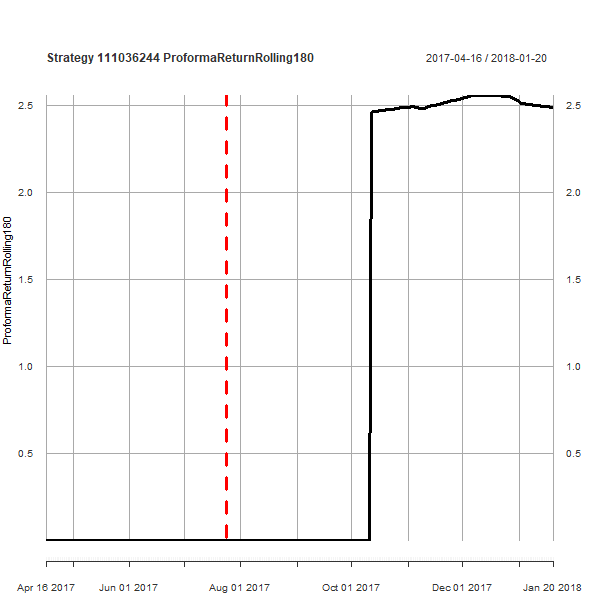 Strategy 111036244 ProformaReturnRolling180
2017-04-16 / 2018-01-20
2.5
2.5
2.0
2.0
1.5
1.5
1.0
1.0
0.5
0.5
ProformaReturnRolling180
Apr 16 2017
Jun 01 2017
Aug 01 2017
Oct 01 2017
Dec 01 2017
Jan 20 2018